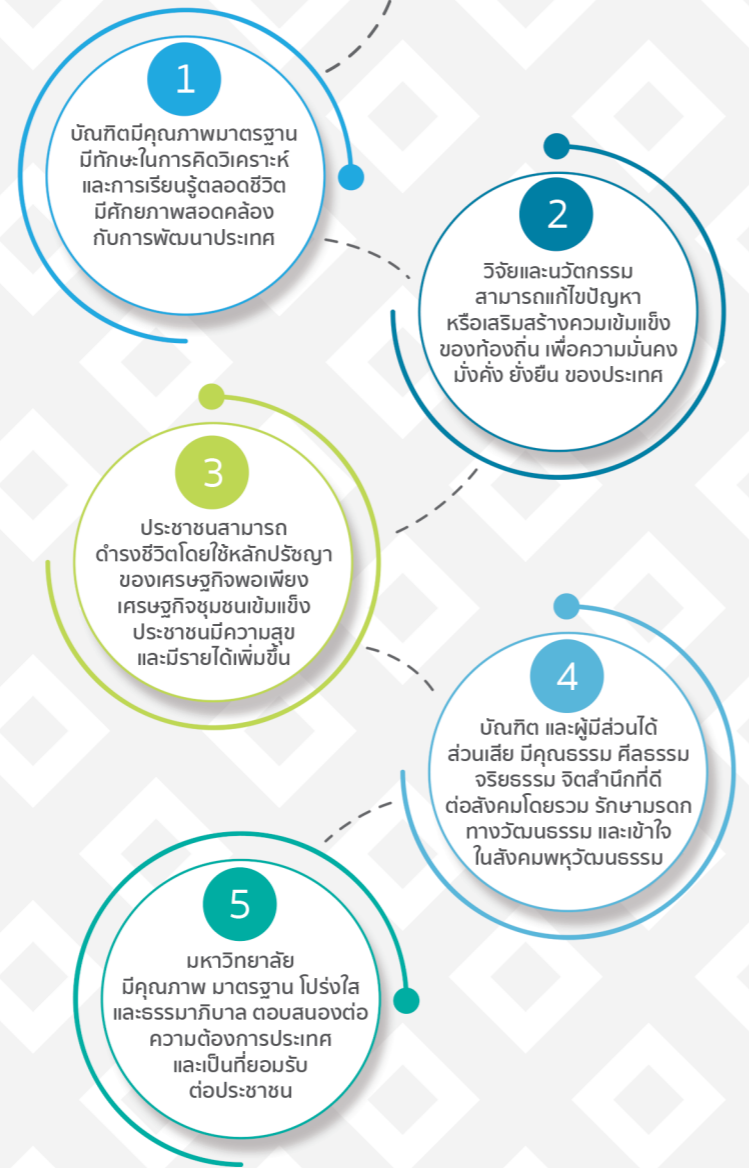 1
บัณฑิตมีคุณภาพมาตรฐาน
มีทักษะในการคิดวิเคราะห์
และการเรียนรู้ตลอดชีวิต
มีศักยภาพสอดคล้อง
กับการพัฒนาประเทศ
2
วิจัยและนวัตกรรม
สามารถแก้ไขปัญหา
หรือเสริมสร้างควมเข้มแข็ง
ของท้องถิ่น เพื่อความมั่นคง
มั่งคั่ง ยั่งยืน ของประเทศ
3
ประชาชนสามารถ
ดำรงชีวิตโดยใช้หลักปรัชญา
ของเศรษฐกิจพอเพียง
เศรษฐกิจชุมชนเข้มแข็ง
ประชาชนมีความสุข
และมีรายได้เพิ่มขึ้น
4
บัณฑิต และผู้มีส่วนได้
ส่วนเสีย มีคุณธรรม ศีลธรรม
จริยธรรม จิตสำนึกที่ดี
ต่อสังคมโดยรวม รักษามรดก
ทางวัฒนธรรม และเข้าใจ
ในสังคมพหุวัฒนธรรม
5
มหาวิทยาลัย
มีคุณภาพ มาตรฐาน โปร่งใส
และธรรมาภิบาล ตอบสนองต่อ
ความต้องการประเทศ
และเป็นที่ยอมรับ
ต่อประชาชน